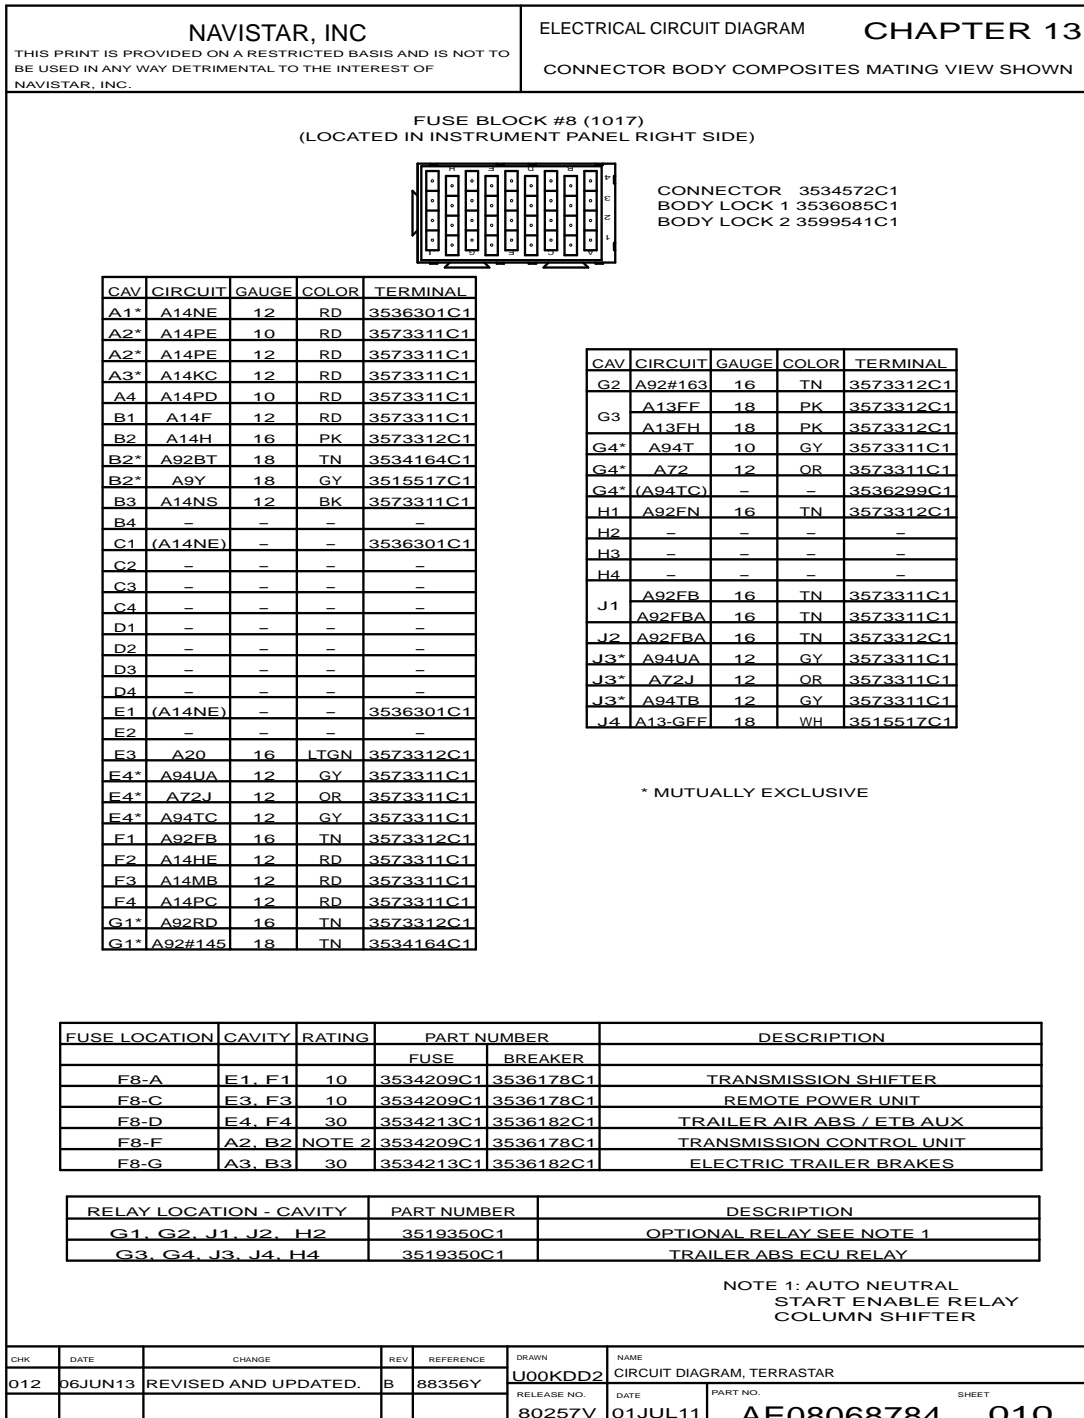 NAVISTAR, INC
THIS PRINT IS PROVIDED ON A RESTRICTED BASIS AND IS NOT TO
BE USED IN ANY WAY DETRIMENTAL TO THE INTEREST OF
NAVISTAR, INC.
ELECTRICAL CIRCUIT DIAGRAM CHAPTER 13
CONNECTOR BODY COMPOSITES MATING VIEW SHOWN
FUSE BLOCK #8 (1017)
(LOCATED IN INSTRUMENT PANEL RIGHT SIDE)
H F D B 4
3
2
J G E C A 1
CONNECTOR 3534572C1
BODY LOCK 1 3536085C1
BODY LOCK 2 3599541C1
CAV CIRCUIT GAUGE COLOR TERMINAL
A1* A14NE 12 RD 3536301C1
A2* A14PE 10 RD 3573311C1
A2* A14PE 12 RD 3573311C1
A3* A14KC 12 RD 3573311C1
A4 A14PD 10 RD 3573311C1
B1 A14F 12 RD 3573311C1
B2 A14H 16 PK 3573312C1
B2* A92BT 18 TN 3534164C1
B2* A9Y 18 GY 3515517C1
B3 A14NS 12 BK 3573311C1
B4 – – – –
C1 (A14NE) – – 3536301C1
C2 – – – –
C3 – – – –
C4 – – – –
D1 – – – –
D2 – – – –
D3 – – – –
D4 – – – –
E1 (A14NE) – – 3536301C1
E2 – – – –
E3 A20 16 LTGN 3573312C1
E4* A94UA 12 GY 3573311C1
E4* A72J 12 OR 3573311C1
E4* A94TC 12 GY 3573311C1
F1 A92FB 16 TN 3573312C1
F2 A14HE 12 RD 3573311C1
F3 A14MB 12 RD 3573311C1
F4 A14PC 12 RD 3573311C1
G1* A92RD 16 TN 3573312C1
G1* A92#145 18 TN 3534164C1
CAV CIRCUIT GAUGE COLOR TERMINAL
G2 A92#163 16 TN 3573312C1
G3 A13FF 18 PK 3573312C1
A13FH 18 PK 3573312C1
G4* A94T 10 GY 3573311C1
G4* A72 12 OR 3573311C1
G4* (A94TC) – – 3536299C1
H1 A92FN 16 TN 3573312C1
H2 – – – –
H3 – – – –
H4 – – – –
J1 A92FB 16 TN 3573311C1
A92FBA 16 TN 3573311C1
J2 A92FBA 16 TN 3573312C1
J3* A94UA 12 GY 3573311C1
J3* A72J 12 OR 3573311C1
J3* A94TB 12 GY 3573311C1
J4 A13-GFF 18 WH 3515517C1
* MUTUALLY EXCLUSIVE
FUSE LOCATION CAVITY RATING PART NUMBER DESCRIPTION
FUSE BREAKER
F8-A E1, F1 10 3534209C1 3536178C1 TRANSMISSION SHIFTER
F8-C E3, F3 10 3534209C1 3536178C1 REMOTE POWER UNIT
F8-D E4, F4 30 3534213C1 3536182C1 TRAILER AIR ABS / ETB AUX
F8-F A2, B2 NOTE 2 3534209C1 3536178C1 TRANSMISSION CONTROL UNIT
F8-G A3, B3 30 3534213C1 3536182C1 ELECTRIC TRAILER BRAKES
RELAY LOCATION - CAVITY PART NUMBER DESCRIPTION
G1, G2, J1, J2, H2 3519350C1 OPTIONAL RELAY SEE NOTE 1
G3, G4, J3, J4, H4 3519350C1 TRAILER ABS ECU RELAY
NOTE 1: AUTO NEUTRAL
START ENABLE RELAY
COLUMN SHIFTER
CHK DATE CHANGE REV REFERENCE DRAWN NAME
012 06JUN13 REVISED AND UPDATED. B 88356Y U00KDD2 CIRCUIT DIAGRAM, TERRASTAR
RELEASE NO. DATE PART NO. SHEET
80257V 01JUL11 AE08068784 010